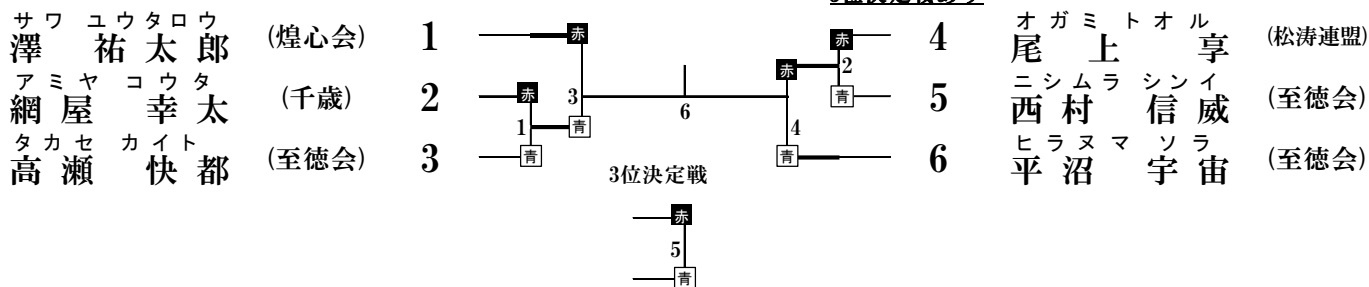 サワ ユウタロウ
澤 祐太郎 (煌心会) 1
アミヤ コウタ
網屋 幸太 (千歳) 2
タカセ カイト
高瀬 快都 (至徳会) 3
赤
赤
1
青
3
青
6
赤
赤
2
青
4
青
オガミ トオル
4 尾上 享 (松涛連盟)
ニシムラ シンイ
5 西村 信威 (至徳会)
ヒラヌマ ソラ
6 平沼 宇宙 (至徳会)
3位決定戦
赤
5
青